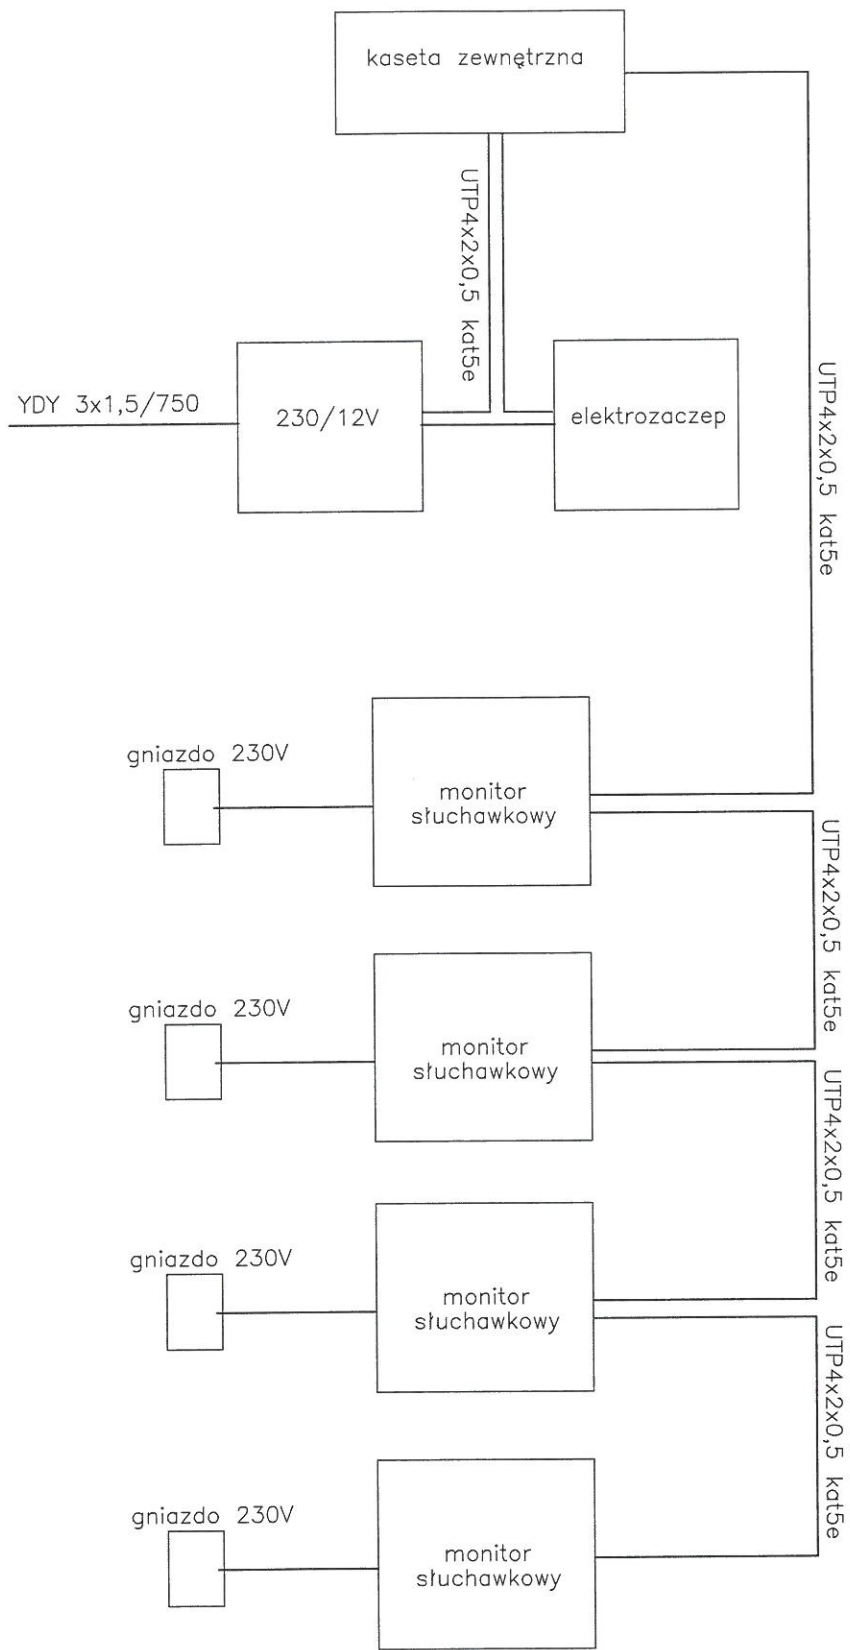 kaseta zewnętrzna
UTP4x2x0,5 kat5e
UTP4x2x0,5 kat5e
YDY 3x1,5/750
230/12V
elektrozaczep
gniazdo 230V
monitor
słuchawkowy
UTP4x2x0,5 kat5e
gniazdo 230V
monitor
słuchawkowy
UTP4x2x0,5 kat5e
gniazdo 230V
monitor
słuchawkowy
UTP4x2x0,5 kat5e
gniazdo 230V
monitor
słuchawkowy